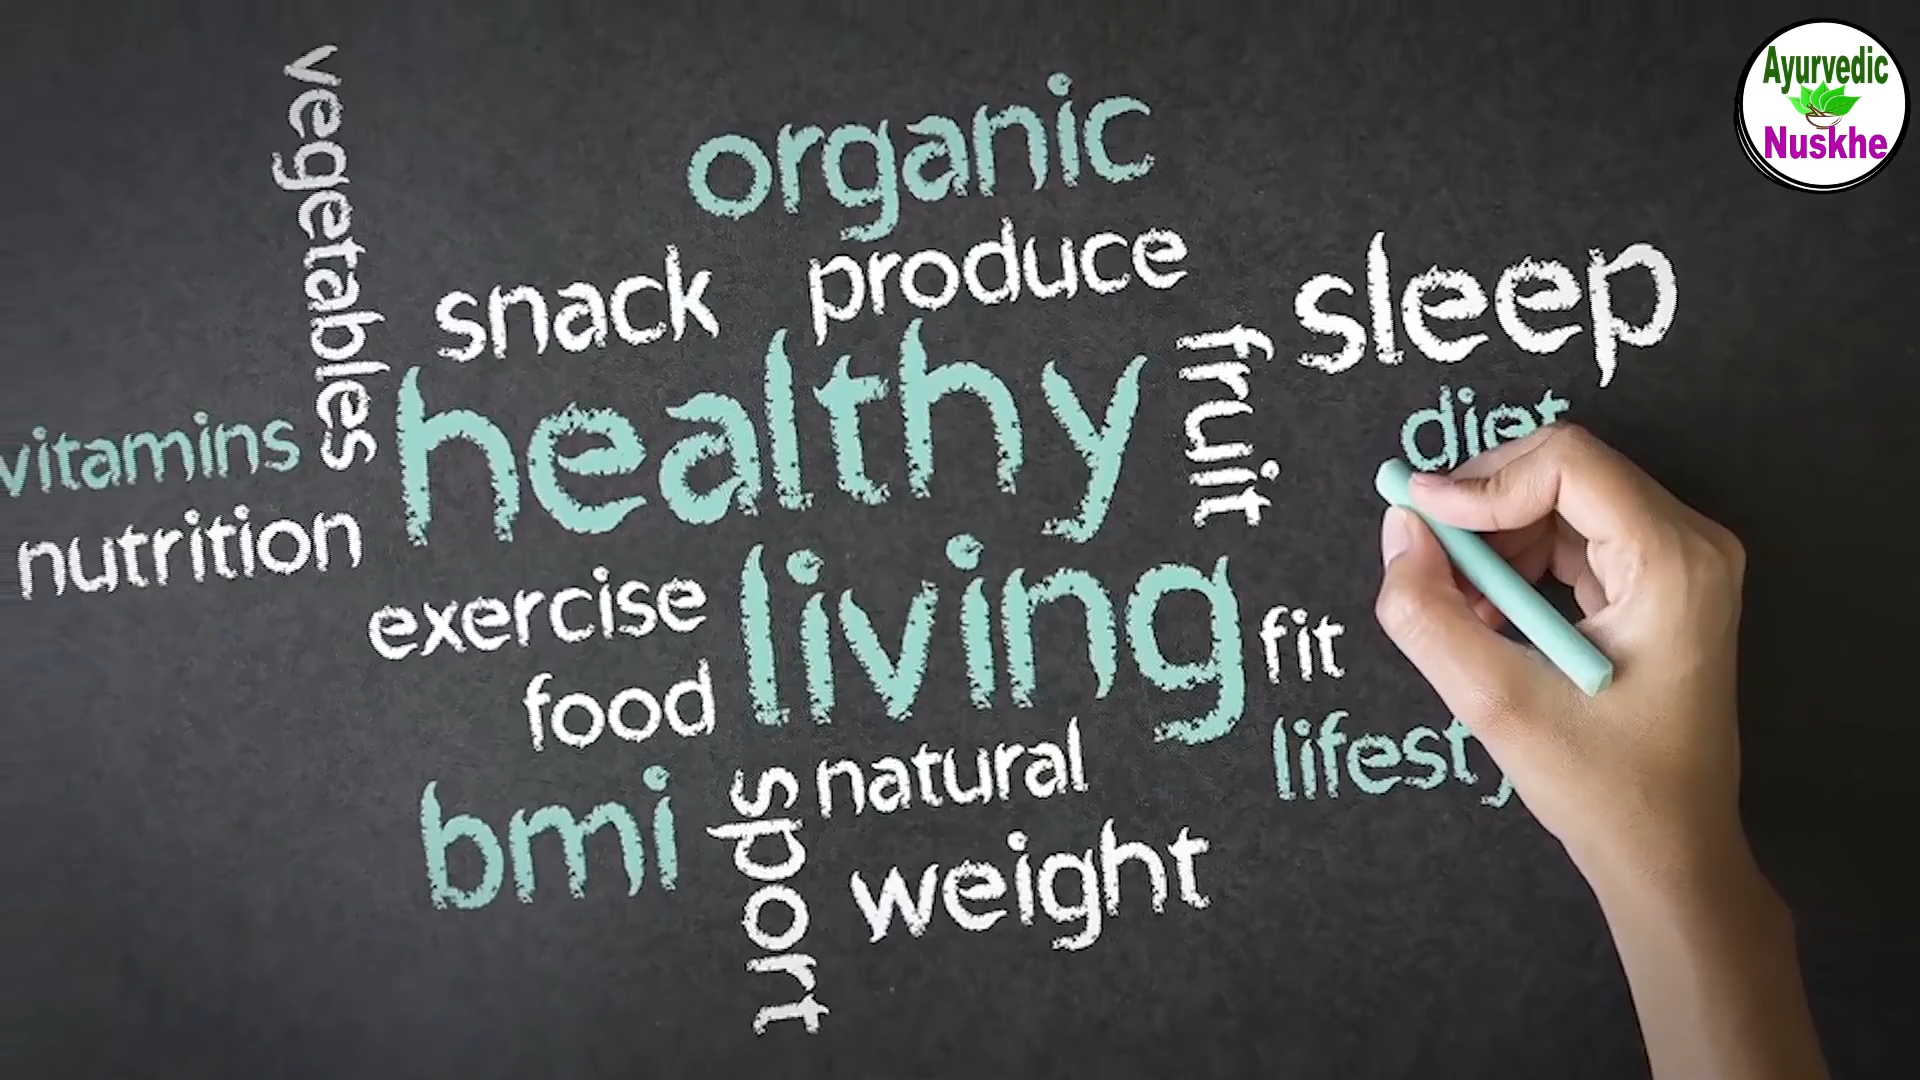 vegetables
organic
snack
produce
sleep
healthy
fruit
diet
vitamins
nutrition
living
exercise
fit
food
natural
lifesty
bmi
sport
weight
Ayurvedic
Nuskhe